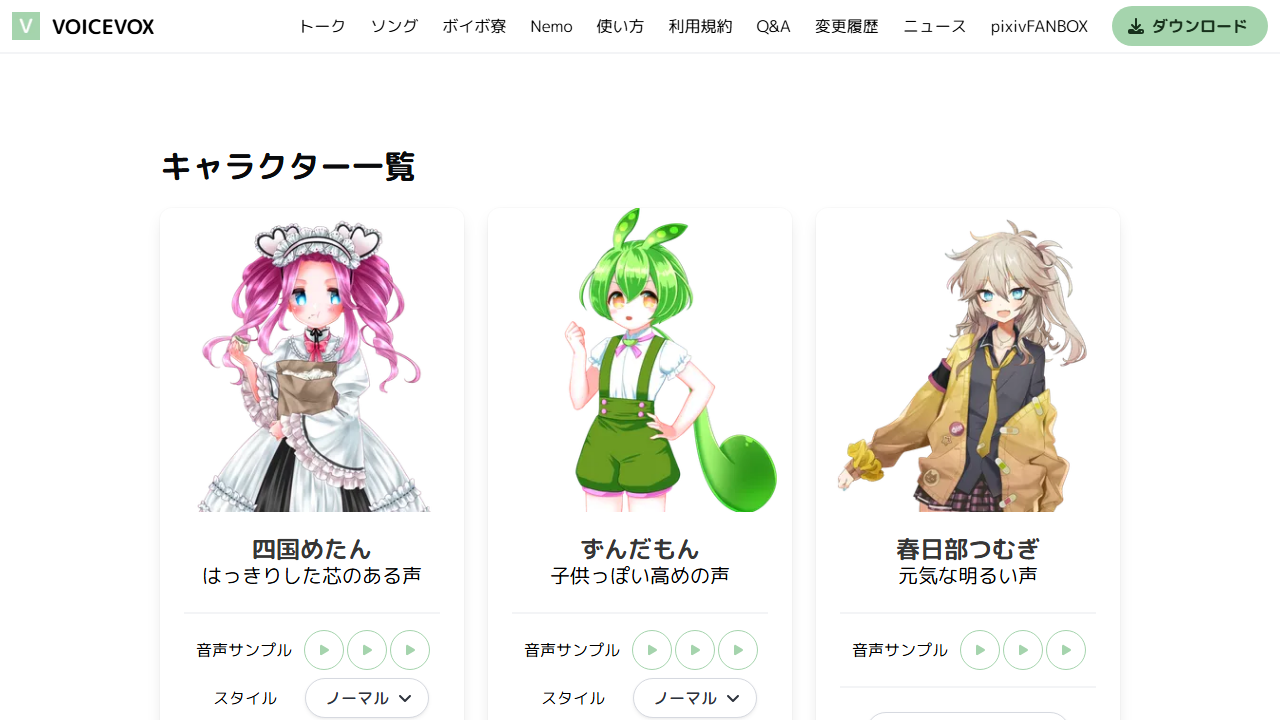 V VOICEVOX トーク ソング ボイボ寮 Nemo 使い方 利用規約 Q&A 変更履歴 ニュース pixivFANBOX ダウンロード
キャラクター一覧
四国めたん ずんだもん 春日部つむぎ
はっきりした芯のある声 子供っぽい高めの声 元気な明るい声
音声サンプル 音声サンプル 音声サンプル
スタイル ノーマル スタイル ノーマル